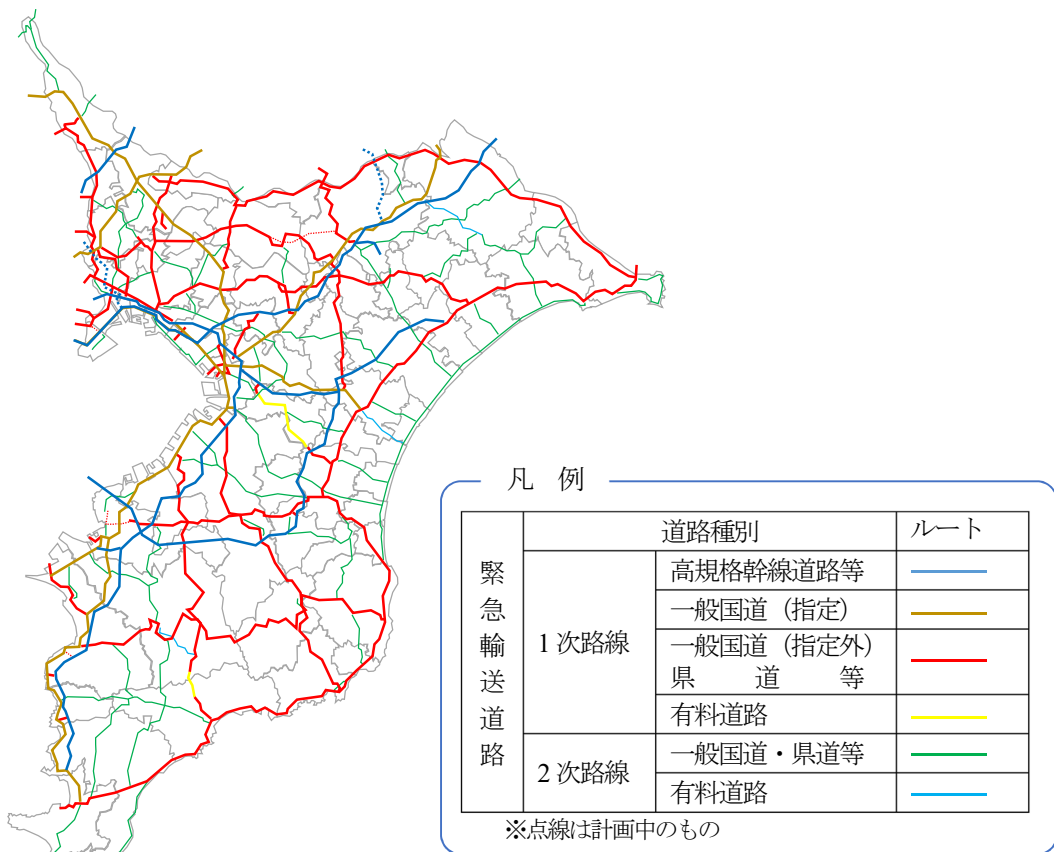 凡 例
道路種別 ルート
緊急輸送道路
1次路線
高規格幹線道路等
一般国道（指定）
一般国道（指定外）
県道等
有料道路
2次路線
一般国道・県道等
有料道路
※点線は計画中のもの